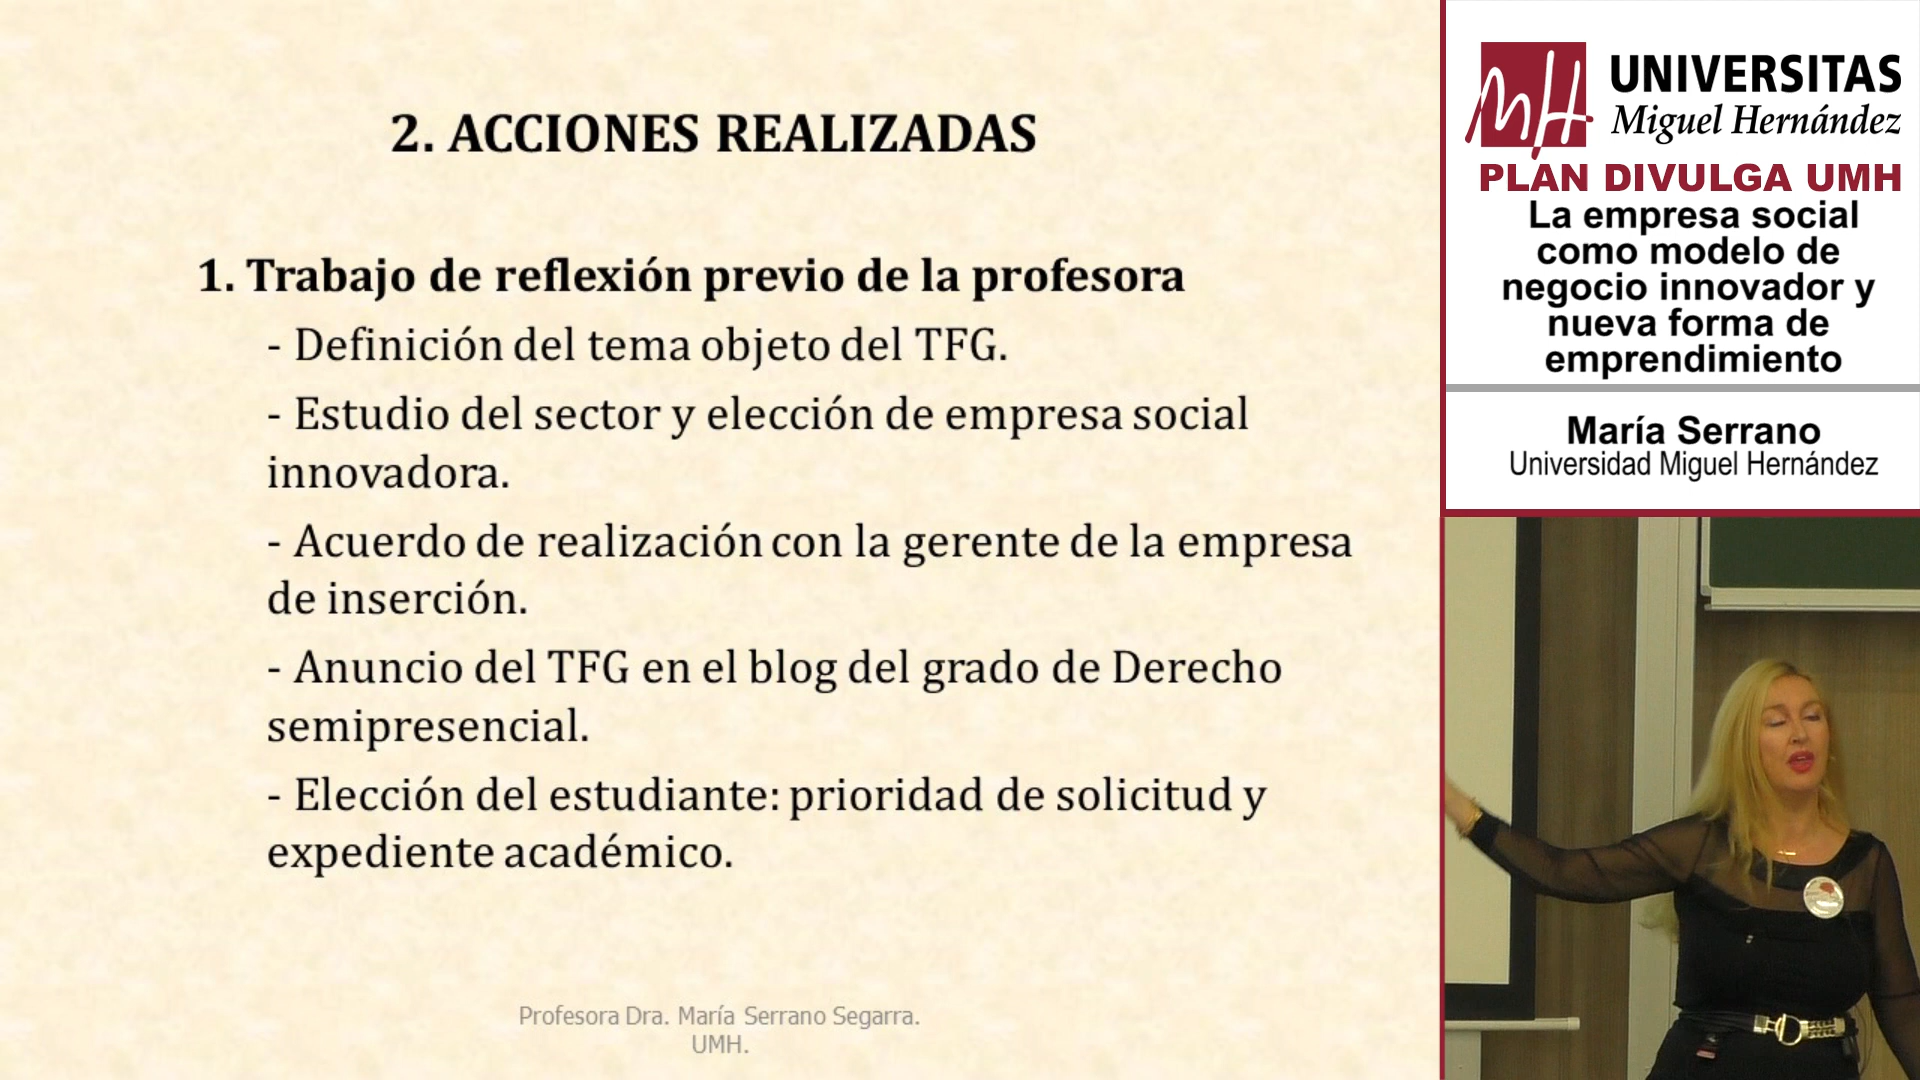 2. ACCIONES REALIZADAS
1. Trabajo de reflexión previo de la profesora
- Definición del tema objeto del TFG.
- Estudio del sector y elección de empresa social
innovadora.
- Acuerdo de realización con la gerente de la empresa
de inserción.
- Anuncio del TFG en el blog del grado de Derecho
semipresencial.
- Elección del estudiante: prioridad de solicitud y
expediente académico.
Profesora Dra. María Serrano Segarra.
UMH.
UNIVERSITAS
Miguel Hernández
PLAN DIVULGA UMH
La empresa social
como modelo de
negocio innovador y
nueva forma de
emprendimiento
María Serrano
Universidad Miguel Hernández